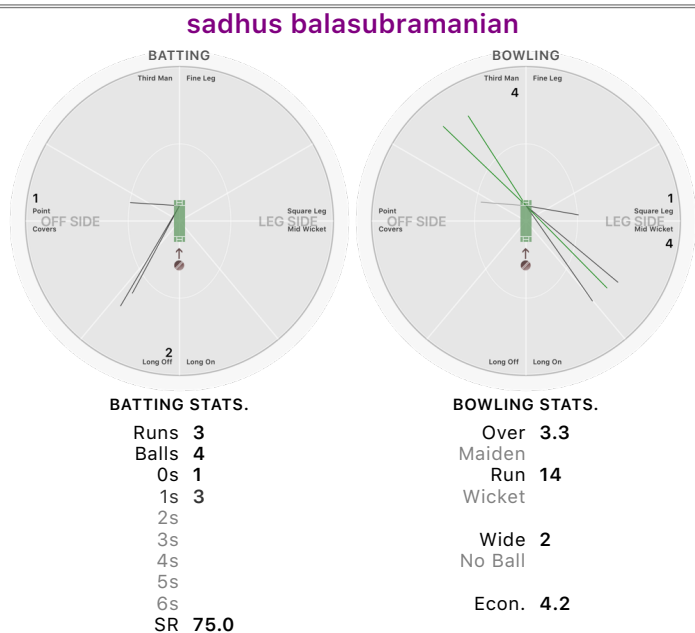 sadhus balasubramanian
BATTING
BOWLING
Third Man Fine Leg
Third Man Fine Leg
4
1
Point
OFF SIDE
Covers
LEG SIDE
Square Leg
Mid Wicket
Point
OFF SIDE
Covers
1
Square Leg
LEG SIDE
Mid Wicket
4
2
Long Off Long On
Long Off Long On
BATTING STATS.
Runs 3
Balls 4
0s 1
1s 3
2s
3s
4s
5s
6s
SR 75.0
BOWLING STATS.
Over 3.3
Maiden
Run 14
Wicket
Wide 2
No Ball
Econ. 4.2